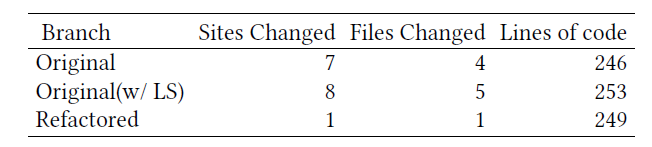 Branch Sites Changed Files Changed Lines of code
Original 7 4 246
Original(w/ LS) 8 5 253
Refactored 1 1 249